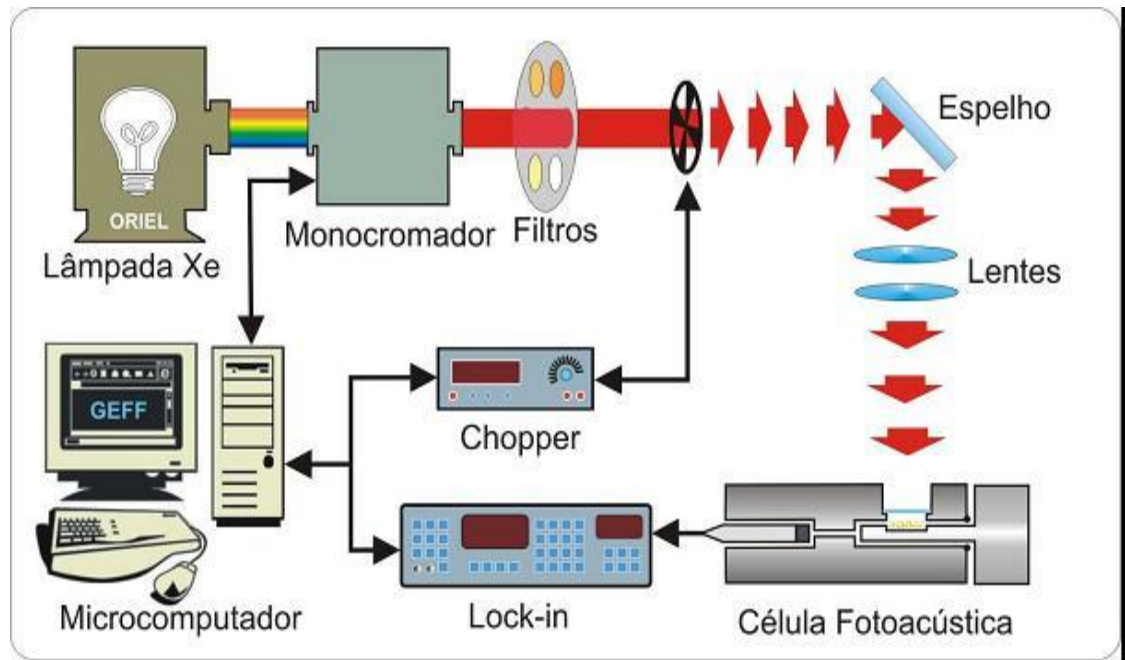 ORIEL
Lâmpada Xe
Monocromador
Filtros
Espelho
Lentes
GEFF
Chopper
Microcomputador
Lock-in
Célula Fotoacústica